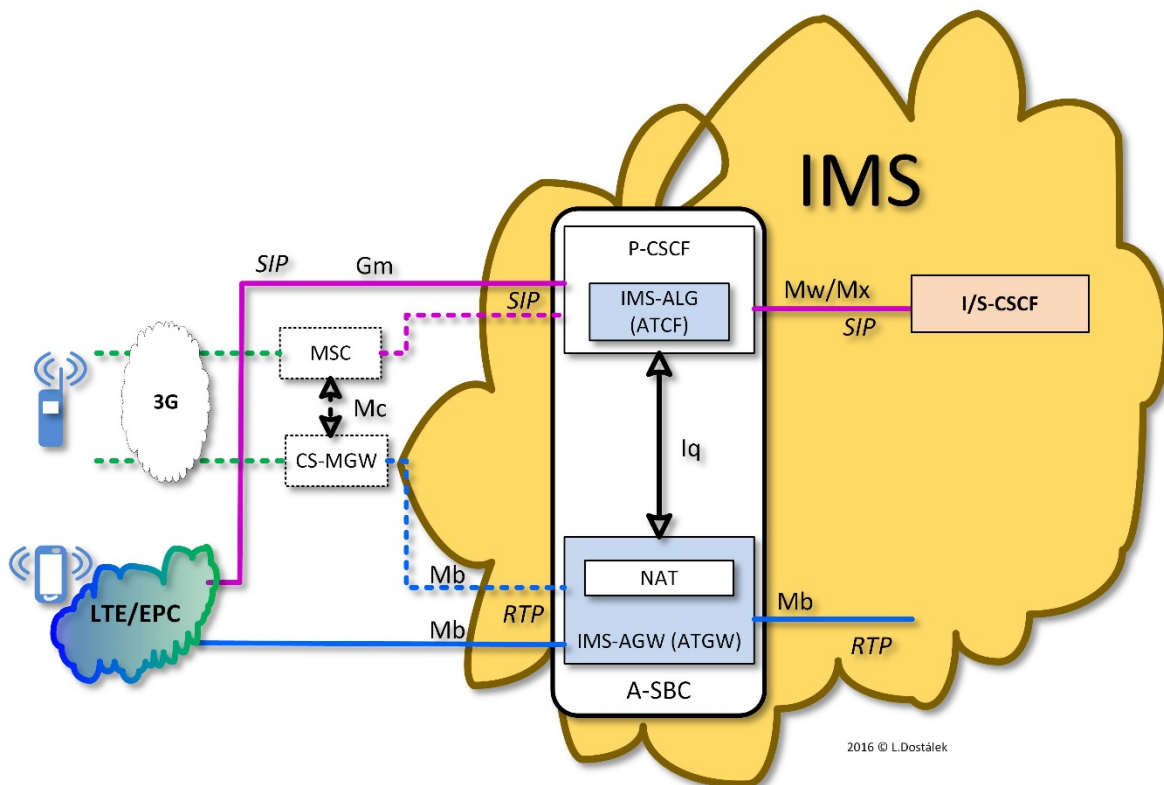 IMS
P-CSCF
SIP
Gm
SIP
IMS-ALG
(ATCF)
Mw/Mx
SIP
I/S-CSCF
MSC
3G
Mc
CS-MGW
Iq
NAT
Mb
RTP
Mb
LTE/EPC
Mb
IMS-AGW (ATGW)
RTP
A-SBC
2016 © L.Dostálek